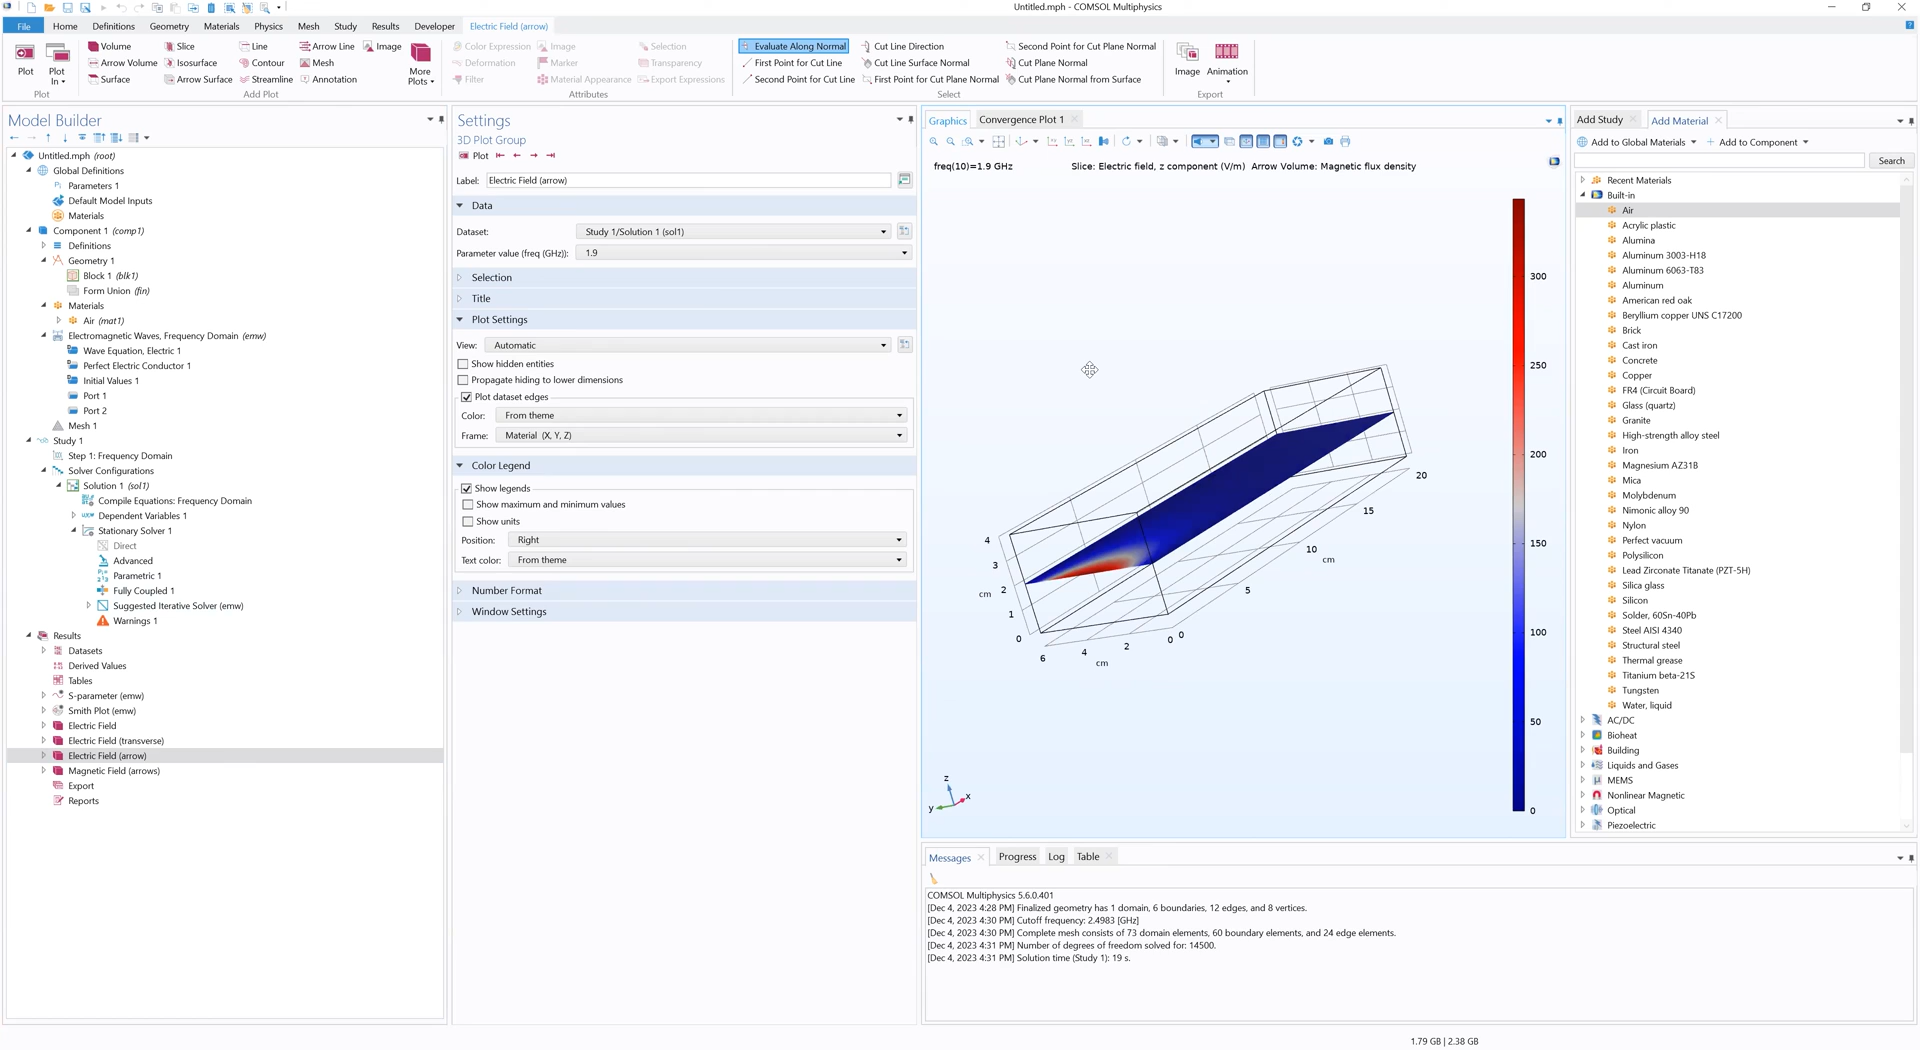 Untitled.mph - COMSOL Multiphysics
File Home Definitions Geometry Materials Physics Mesh Study Results Developer Electric Field (arrow)
Plot
Plot In
Plot
Volume Slice Line Arrow Line Image
Arrow Volume Isosurface Contour Mesh
Surface Arrow Surface Streamline Annotation
More Plots
Add Plot
Color Expression Image Selection
Deformation Marker Transparency
Filter Material Appearance Export Expressions
Attributes
Evaluate Along Normal Cut Line Direction Second Point for Cut Plane Normal
First Point for Cut Line Cut Line Surface Normal Cut Plane Normal
Second Point for Cut Line First Point for Cut Plane Normal Cut Plane Normal from Surface
Select
Image Animation
Export
Model Builder
Untitled.mph (root)
Global Definitions
Parameters 1
Default Model Inputs
Materials
Component 1 (comp1)
Definitions
Geometry 1
Block 1 (blk1)
Form Union (fin)
Materials
Air (mat1)
Electromagnetic Waves, Frequency Domain (emw)
Wave Equation, Electric 1
Perfect Electric Conductor 1
Initial Values 1
Port 1
Port 2
Mesh 1
Study 1
Step 1: Frequency Domain
Solver Configurations
Solution 1 (sol1)
Compile Equations: Frequency Domain
Dependent Variables 1
Stationary Solver 1
Direct
Advanced
Parametric 1
Fully Coupled 1
Suggested Iterative Solver (emw)
Warnings 1
Results
Datasets
Derived Values
Tables
S-parameter (emw)
Smith Plot (emw)
Electric Field
Electric Field (transverse)
Electric Field (arrow)
Magnetic Field (arrows)
Export
Reports
Settings
3D Plot Group
Plot
Label: Electric Field (arrow)
Data
Dataset: Study 1/Solution 1 (sol1)
Parameter value (freq (GHz)): 1.9
Selection
Title
Plot Settings
View: Automatic
Show hidden entities
Propagate hiding to lower dimensions
Plot dataset edges
Color: From theme
Frame: Material (X, Y, Z)
Color Legend
Show legends
Show maximum and minimum values
Show units
Position: Right
Text color: From theme
Number Format
Window Settings
Graphics Convergence Plot 1
freq(10)=1.9 GHz Slice: Electric field, z component (V/m) Arrow Volume: Magnetic flux density
300
250
200
150
100
50
0
20
15
10
cm
5
0
4
3
2
1
0
cm
6
4
2
0
cm
z
x
y
Messages Progress Log Table
COMSOL Multiphysics 5.6.0.401
[Dec 4, 2023 4:28 PM] Finalized geometry has 1 domain, 6 boundaries, 12 edges, and 8 vertices.
[Dec 4, 2023 4:30 PM] Cutoff frequency: 2.4983 [GHz]
[Dec 4, 2023 4:30 PM] Complete mesh consists of 73 domain elements, 60 boundary elements, and 24 edge elements.
[Dec 4, 2023 4:31 PM] Number of degrees of freedom solved for: 14500.
[Dec 4, 2023 4:31 PM] Solution time (Study 1): 19 s.
Add Study Add Material
Add to Global Materials Add to Component
Search
Recent Materials
Built-in
Air
Acrylic plastic
Alumina
Aluminum 3003-H18
Aluminum 6063-T83
Aluminum
American red oak
Beryllium copper UNS C17200
Brick
Cast iron
Concrete
Copper
FR4 (Circuit Board)
Glass (quartz)
Granite
High-strength alloy steel
Iron
Magnesium AZ31B
Mica
Molybdenum
Nimonic alloy 90
Nylon
Perfect vacuum
Polysilicon
Lead Zirconate Titanate (PZT-5H)
Silica glass
Silicon
Solder, 60Sn-40Pb
Steel AISI 4340
Structural steel
Thermal grease
Titanium beta-21S
Tungsten
Water, liquid
AC/DC
Bioheat
Building
Liquids and Gases
MEMS
Nonlinear Magnetic
Optical
Piezoelectric
1.79 GB | 2.38 GB